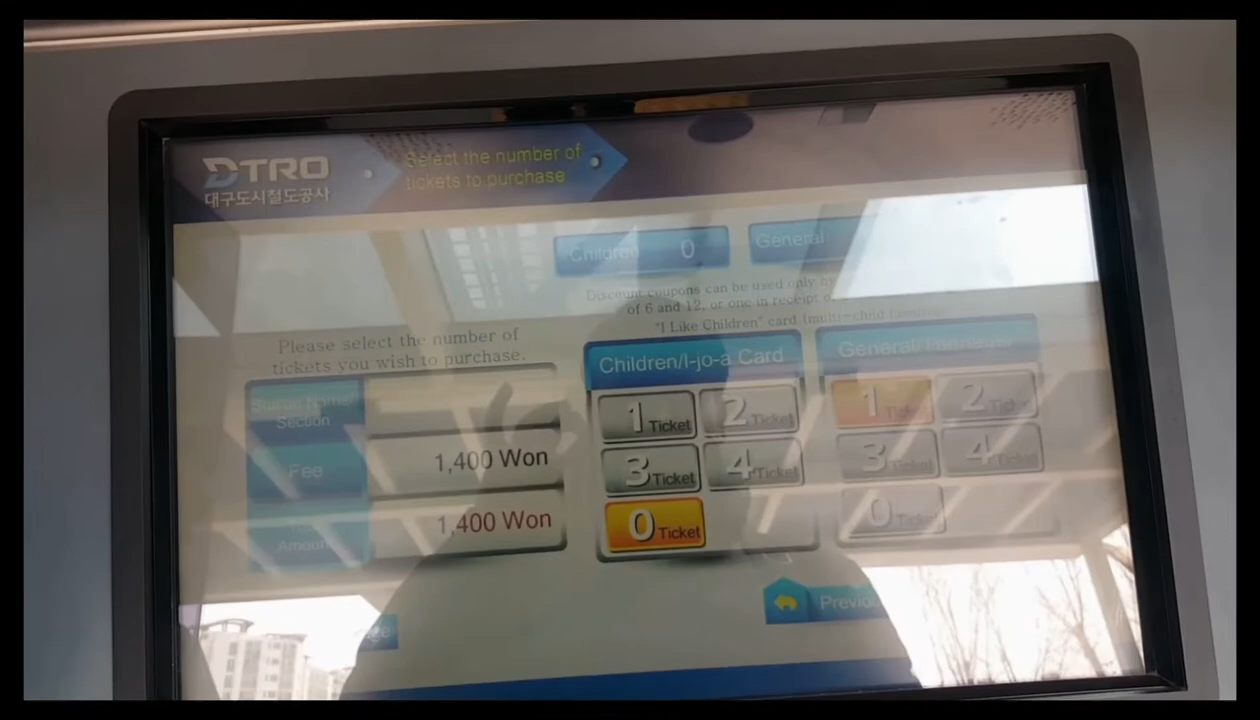 DTRO
대구도시철도공사
Select the number of
tickets to purchase
Children 0
General
Discount coupons can be used only by
of 6 and 12, or one in receipt
"I Like Children" card (multi-child
Please select the number of
tickets you wish to purchase.
Section
Fee
1,400 Won
Amount
1,400 Won
Children/I-jo-a Card
1 Ticket
2 Ticket
3 Ticket
4 Ticket
0 Ticket
General
1 Ticket
2 Ticket
3 Ticket
4 Ticket
0 Ticket